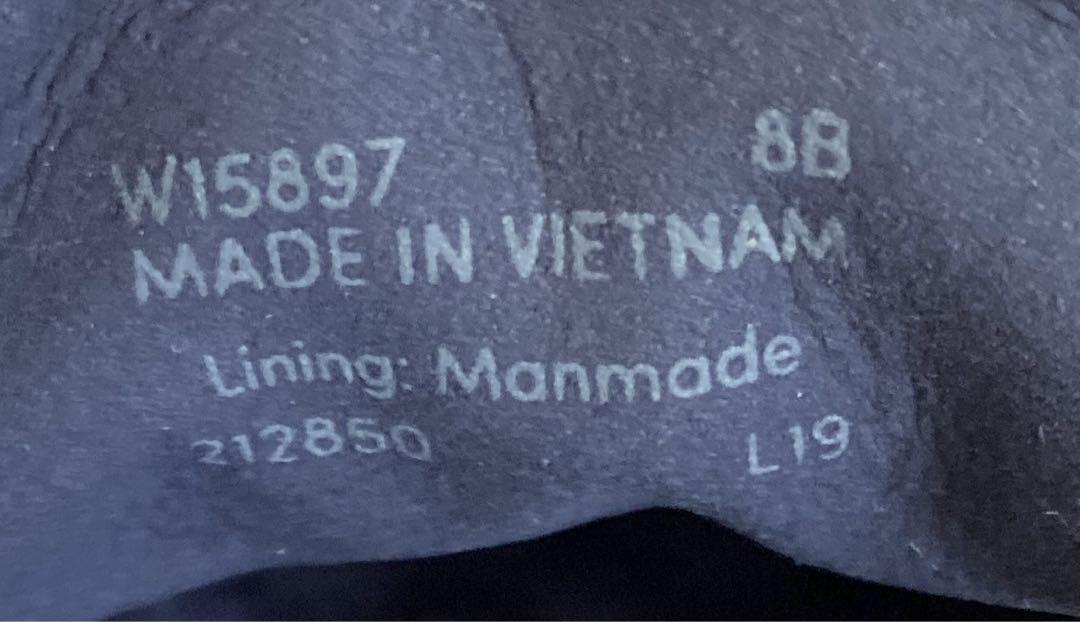 W15897 8B
MADE IN VIETNAM
Lining: Manmade
212850 L19